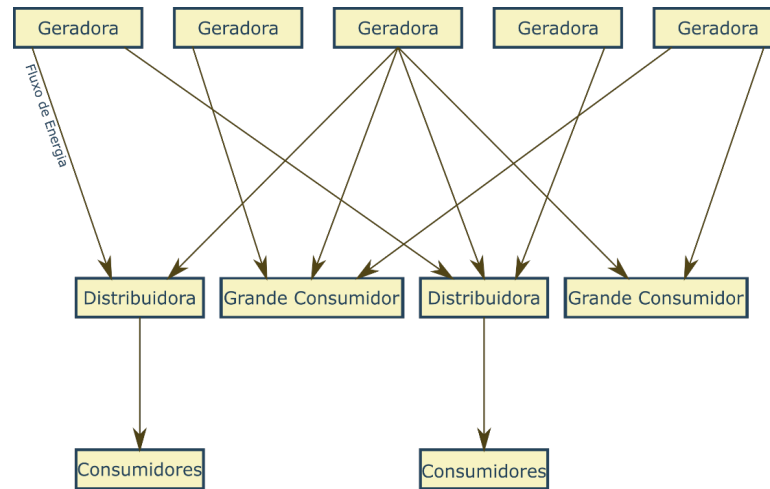 Geradora
Geradora
Geradora
Geradora
Geradora
Fluxo de Energia
Distribuidora
Grande Consumidor
Distribuidora
Grande Consumidor
Consumidores
Consumidores